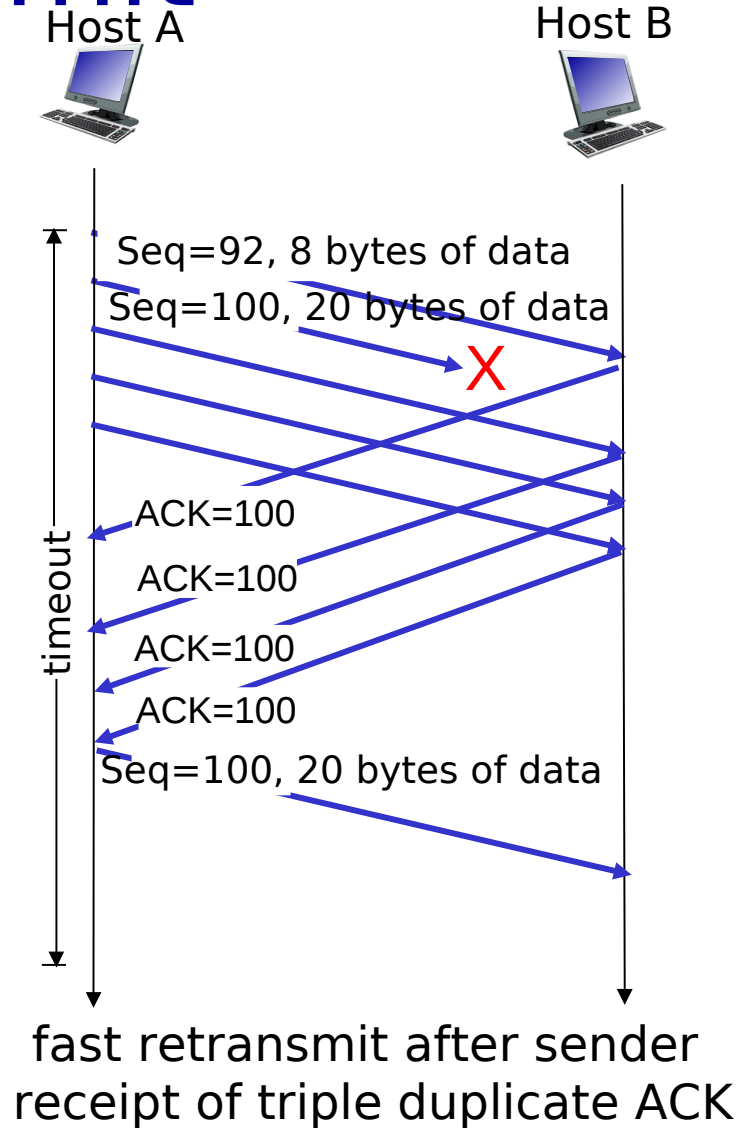 Host A
Host B
Seq=92, 8 bytes of data
Seq=100, 20 bytes of data
X
ACK=100
timeout
ACK=100
ACK=100
ACK=100
Seq=100, 20 bytes of data
fast retransmit after sender
receipt of triple duplicate ACK